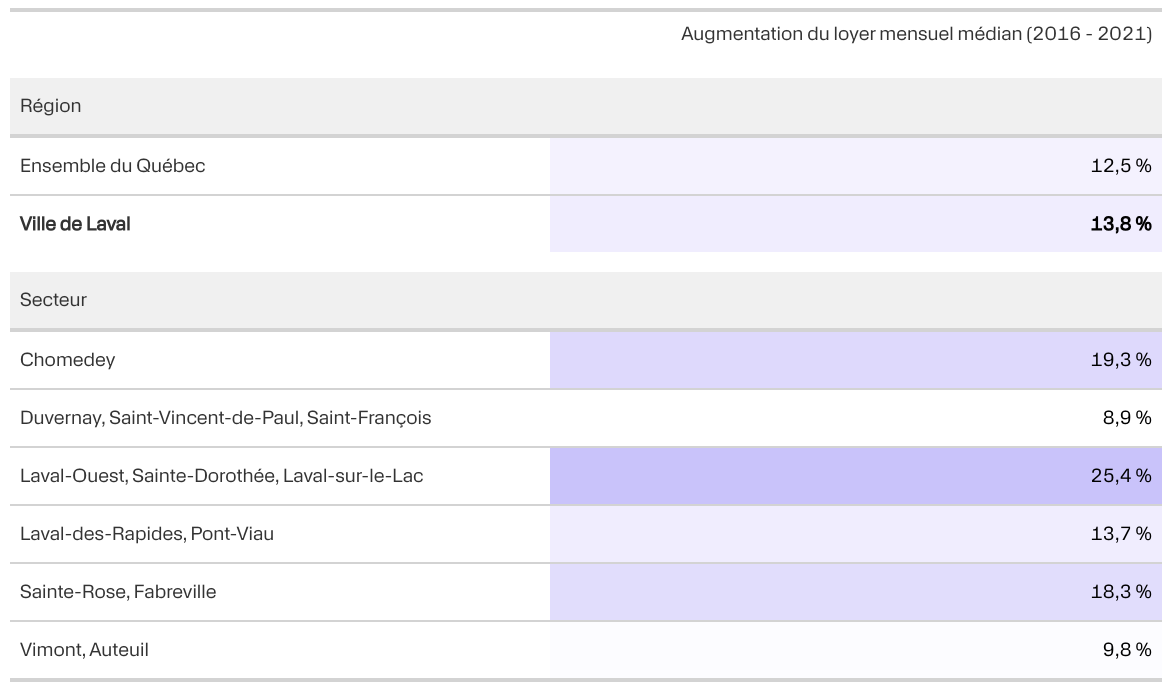 Augmentation du loyer mensuel médian (2016 - 2021)
Région
Ensemble du Québec 12,5 %
Ville de Laval 13,8 %
Secteur
Chomedey 19,3 %
Duvernay, Saint-Vincent-de-Paul, Saint-François 8,9 %
Laval-Ouest, Sainte-Dorothée, Laval-sur-le-Lac 25,4 %
Laval-des-Rapides, Pont-Viau 13,7 %
Sainte-Rose, Fabreville 18,3 %
Vimont, Auteuil 9,8 %